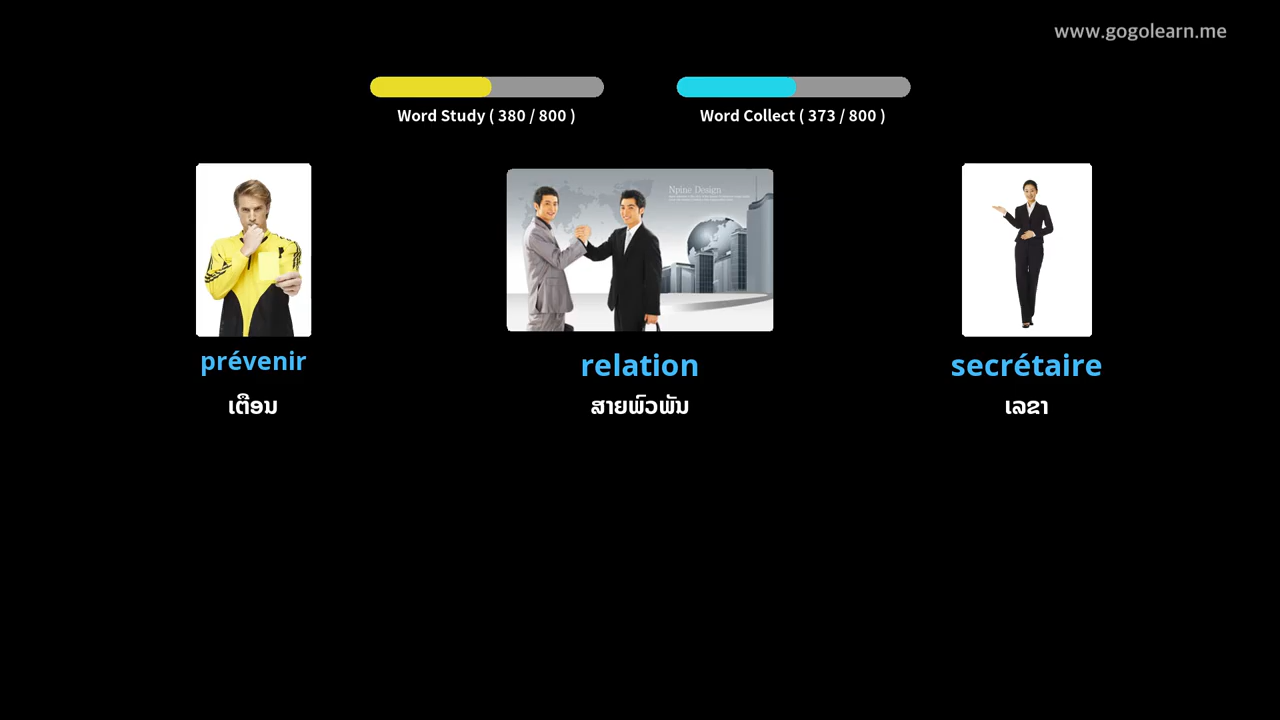 www.gogolearn.me
Word Study ( 380 / 800 )
Word Collect ( 373 / 800 )
Npine Design
prévenir
relation
secrétaire
ເຕືອນ
ສາຍພົວພັນ
ເລຂາ